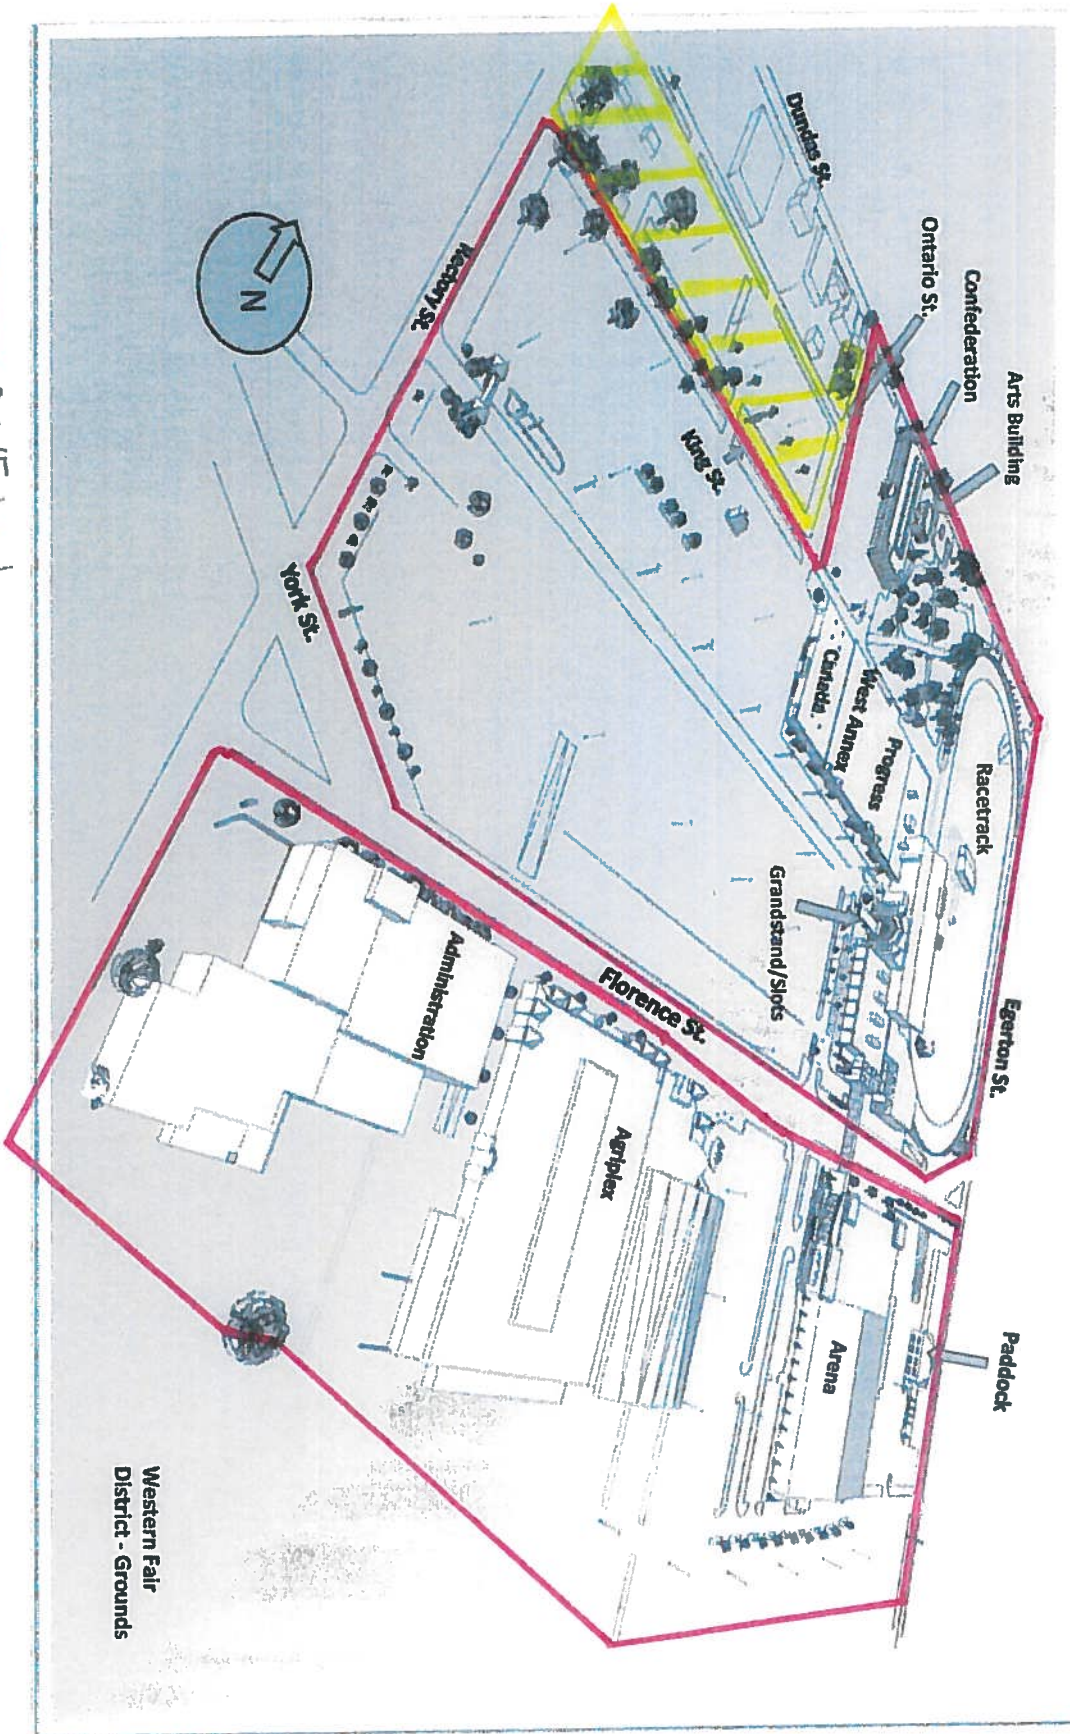 Dundas St.
Ontario St.
Confederation
Arts Building
Rectory St.
King St.
York St.
Canada
West Annex
Progress
Racetrack
Grandstand/Slots
Egerton St.
Florence St.
Administration
Agriplex
Arena
Paddock
N
Western Fair
District - Grounds